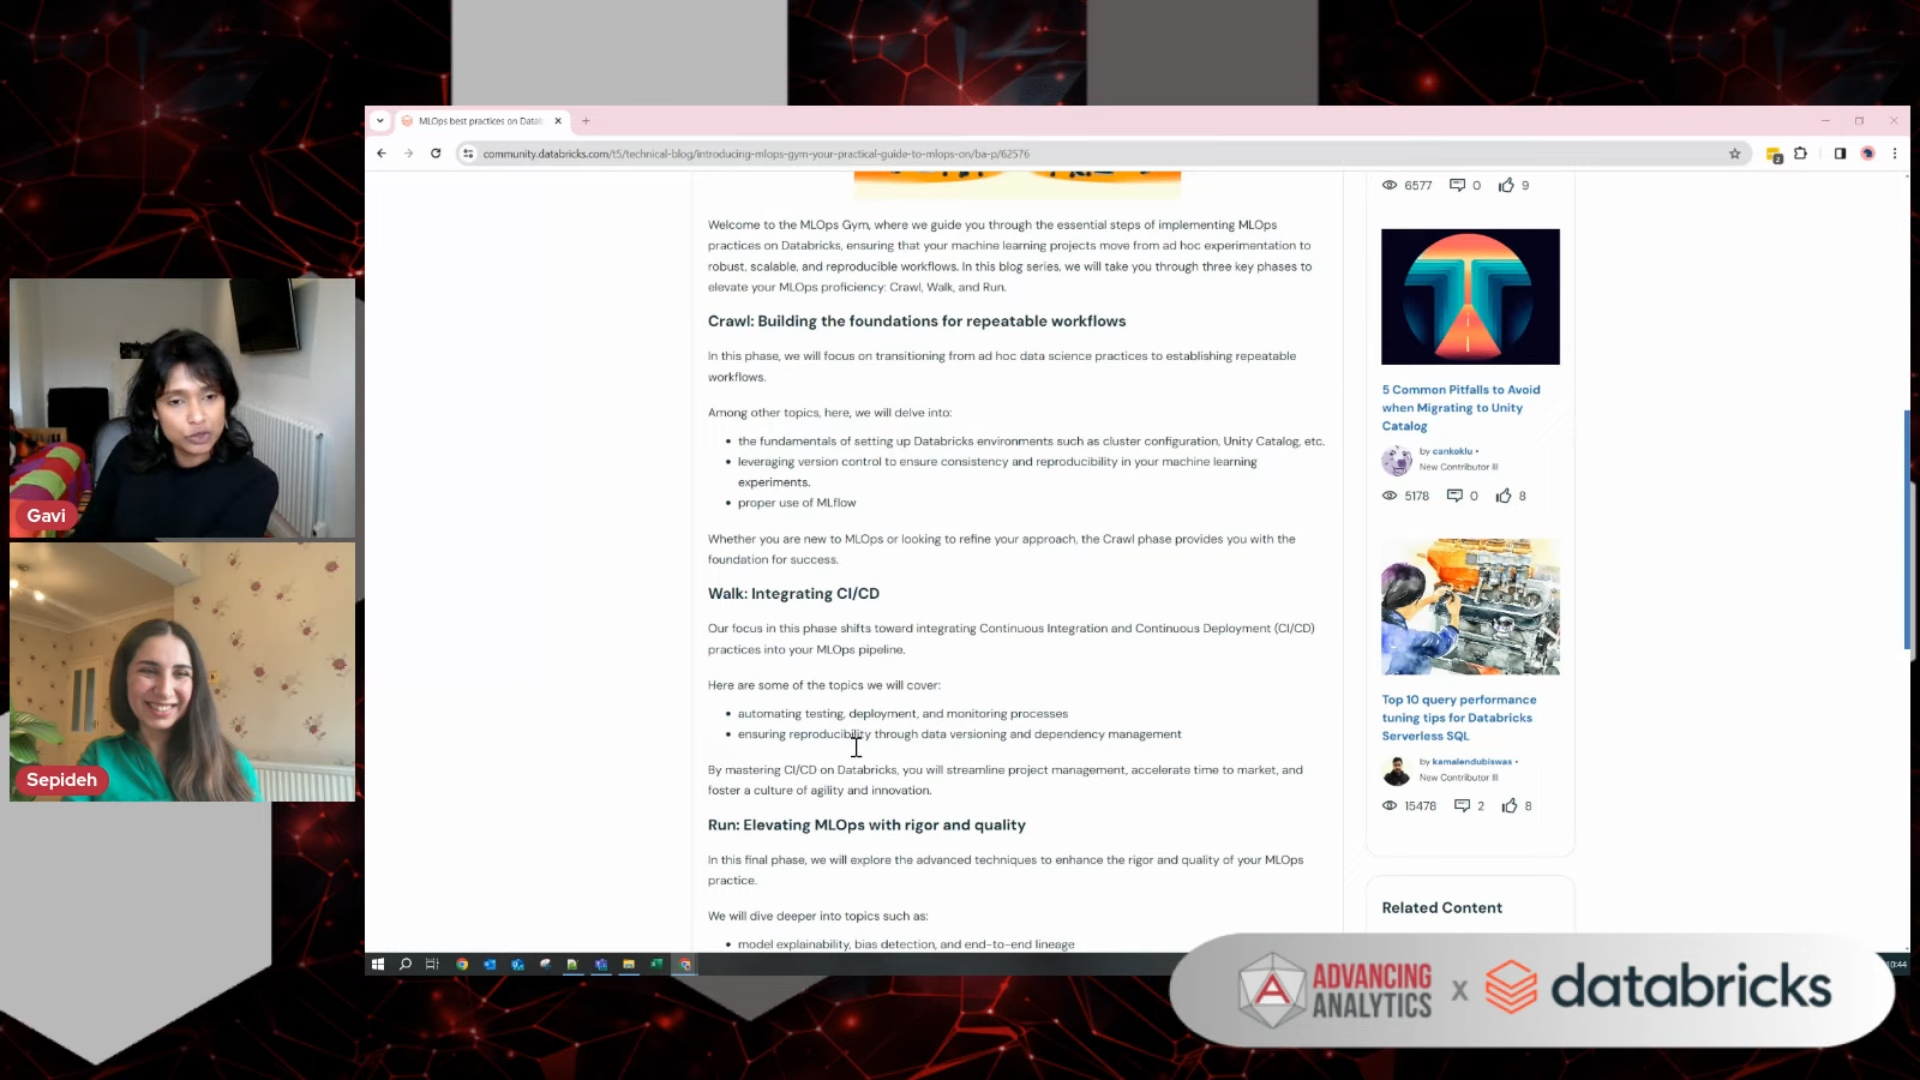 MLOps best practices on Datab
community.databricks.com/t5/technical-blog/introducing-mlops-gym-your-practical-guide-to-mlops-on/ba-p/62576
2
Welcome to the MLOps Gym, where we guide you through the essential steps of implementing MLOps
practices on Databricks, ensuring that your machine learning projects move from ad hoc experimentation to
robust, scalable, and reproducible workflows. In this blog series, we will take you through three key phases to
elevate your MLOps proficiency: Crawl, Walk, and Run.
Crawl: Building the foundations for repeatable workflows
In this phase, we will focus on transitioning from ad hoc data science practices to establishing repeatable
workflows.
Among other topics, here, we will delve into:
• the fundamentals of setting up Databricks environments such as cluster configuration, Unity Catalog, etc.
• leveraging version control to ensure consistency and reproducibility in your machine learning
experiments.
• proper use of MLflow
Whether you are new to MLOps or looking to refine your approach, the Crawl phase provides you with the
foundation for success.
Walk: Integrating CI/CD
Our focus in this phase shifts toward integrating Continuous Integration and Continuous Deployment (CI/CD)
practices into your MLOps pipeline.
Here are some of the topics we will cover:
• automating testing, deployment, and monitoring processes
• ensuring reproducibility through data versioning and dependency management
By mastering CI/CD on Databricks, you will streamline project management, accelerate time to market, and
foster a culture of agility and innovation.
Run: Elevating MLOps with rigor and quality
In this final phase, we will explore the advanced techniques to enhance the rigor and quality of your MLOps
practice.
We will dive deeper into topics such as:
• model explainability, bias detection, and end-to-end lineage
6577 0 9
5 Common Pitfalls to Avoid
when Migrating to Unity
Catalog
by cankoklu •
New Contributor III
5178 0 8
Top 10 query performance
tuning tips for Databricks
Serverless SQL
by kamalendubiswas •
New Contributor III
15478 2 8
Related Content
Gavi
Sepideh
ADVANCING
ANALYTICS
x
databricks